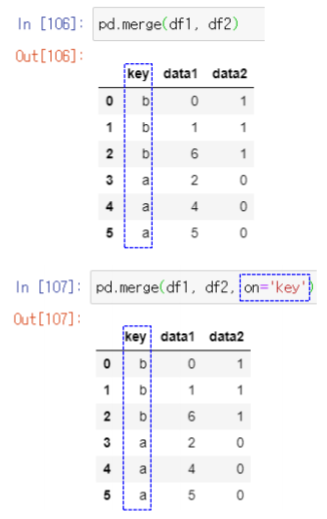 In [106]: pd.merge(df1, df2)
Out[106]:
key data1 data2
0 b 0 1
1 b 1 1
2 b 6 1
3 a 2 0
4 a 4 0
5 a 5 0
In [107]: pd.merge(df1, df2, on='key')
Out[107]:
key data1 data2
0 b 0 1
1 b 1 1
2 b 6 1
3 a 2 0
4 a 4 0
5 a 5 0